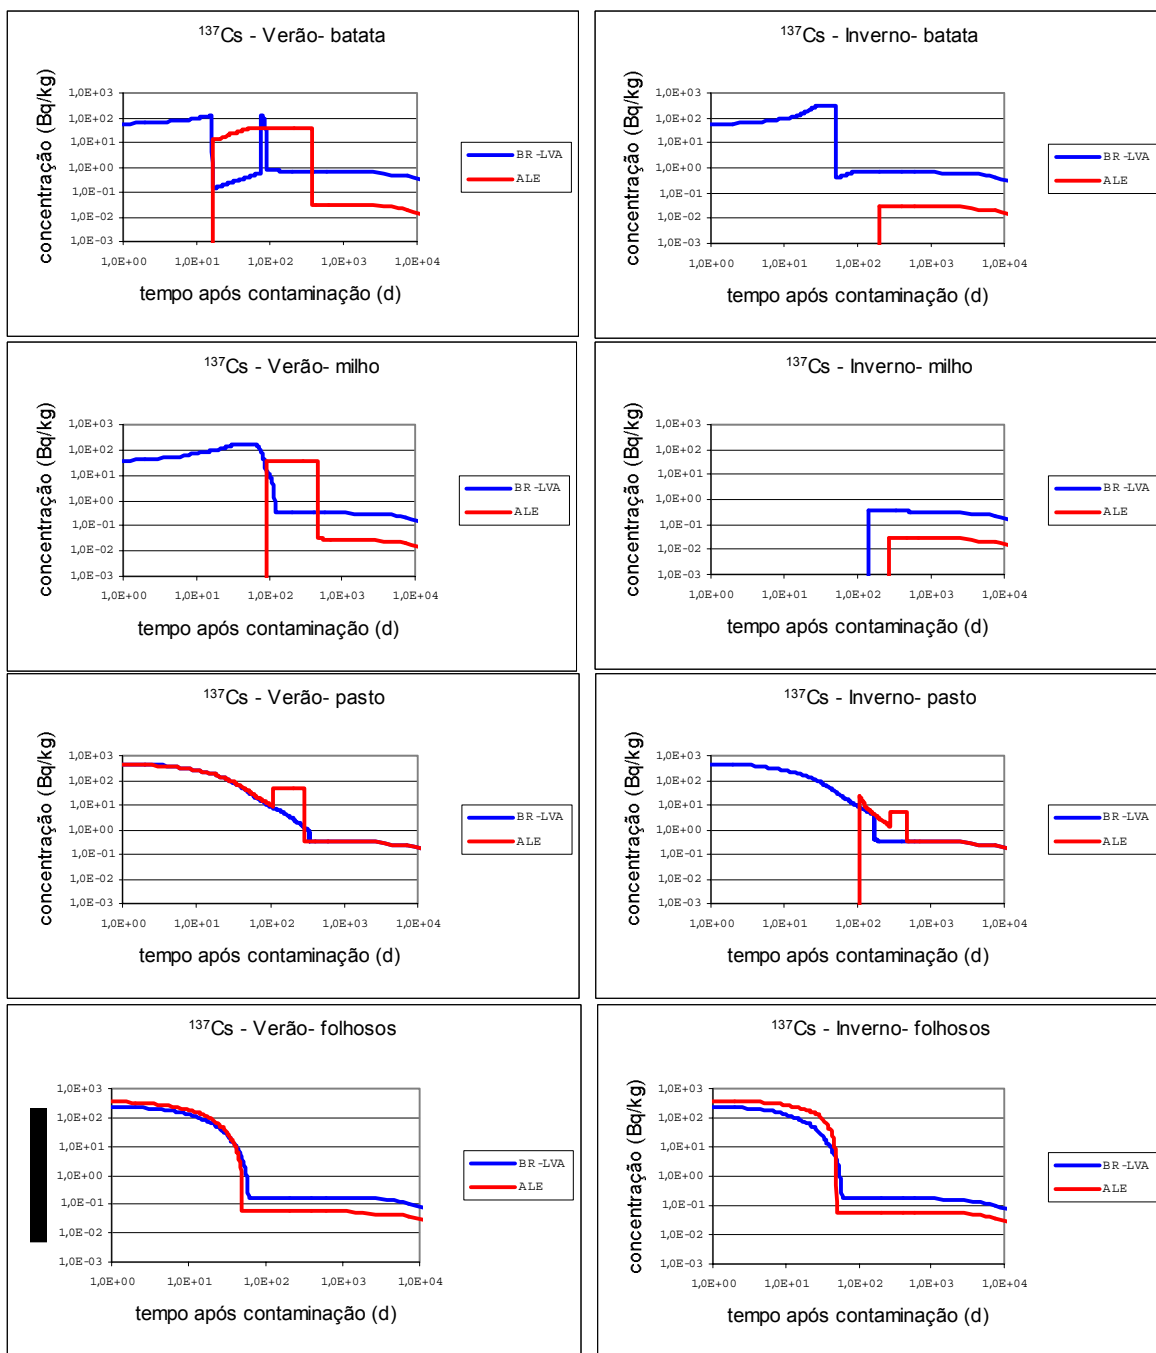 ¹³⁷Cs - Verão- batata
concentração (Bq/kg)
1,0E+03
1,0E+02
1,0E+01
1,0E+00
1,0E-01
1,0E-02
1,0E-03
1,0E+00 1,0E+01 1,0E+02 1,0E+03 1,0E+04
tempo após contaminação (d)
BR-LVA
ALE
¹³⁷Cs - Inverno- batata
concentração (Bq/kg)
1,0E+03
1,0E+02
1,0E+01
1,0E+00
1,0E-01
1,0E-02
1,0E-03
1,0E+00 1,0E+01 1,0E+02 1,0E+03 1,0E+04
tempo após contaminação (d)
BR-LVA
ALE
¹³⁷Cs - Verão- milho
concentração (Bq/kg)
1,0E+03
1,0E+02
1,0E+01
1,0E+00
1,0E-01
1,0E-02
1,0E-03
1,0E+00 1,0E+01 1,0E+02 1,0E+03 1,0E+04
tempo após contaminação (d)
BR-LVA
ALE
¹³⁷Cs - Inverno- milho
concentração (Bq/kg)
1,0E+03
1,0E+02
1,0E+01
1,0E+00
1,0E-01
1,0E-02
1,0E-03
1,0E+00 1,0E+01 1,0E+02 1,0E+03 1,0E+04
tempo após contaminação (d)
BR-LVA
ALE
¹³⁷Cs - Verão- pasto
concentração (Bq/kg)
1,0E+03
1,0E+02
1,0E+01
1,0E+00
1,0E-01
1,0E-02
1,0E-03
1,0E+00 1,0E+01 1,0E+02 1,0E+03 1,0E+04
tempo após contaminação (d)
BR-LVA
ALE
¹³⁷Cs - Inverno- pasto
concentração (Bq/kg)
1,0E+03
1,0E+02
1,0E+01
1,0E+00
1,0E-01
1,0E-02
1,0E-03
1,0E+00 1,0E+01 1,0E+02 1,0E+03 1,0E+04
tempo após contaminação (d)
BR-LVA
ALE
¹³⁷Cs - Verão- folhosos
1,0E+03
1,0E+02
1,0E+01
1,0E+00
1,0E-01
1,0E-02
1,0E-03
1,0E+00 1,0E+01 1,0E+02 1,0E+03 1,0E+04
tempo após contaminação (d)
BR-LVA
ALE
¹³⁷Cs - Inverno- folhosos
concentração (Bq/kg)
1,0E+03
1,0E+02
1,0E+01
1,0E+00
1,0E-01
1,0E-02
1,0E-03
1,0E+00 1,0E+01 1,0E+02 1,0E+03 1,0E+04
tempo após contaminação (d)
BR-LVA
ALE